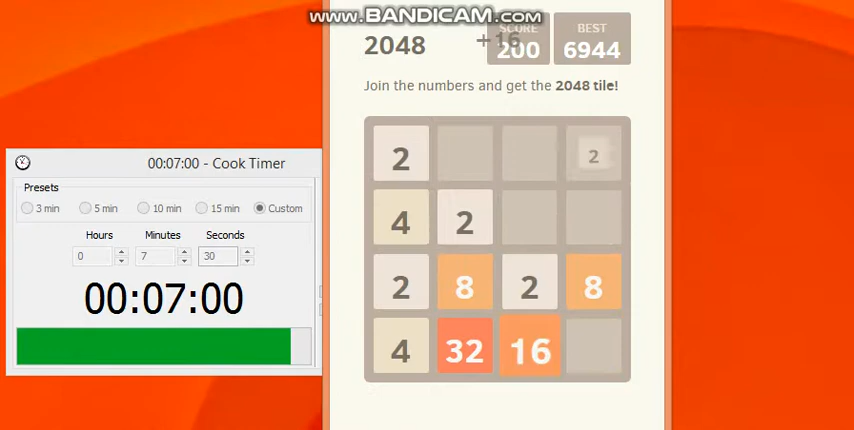 www.BANDICAM.com
2048
+16
SCORE
200
BEST
6944
Join the numbers and get the 2048 tile!
00:07:00 - Cook Timer
Presets
3 min 5 min 10 min 15 min Custom
Hours Minutes Seconds
0 7 30
00:07:00
2 2
4 2
2 8 2 8
4 32 16